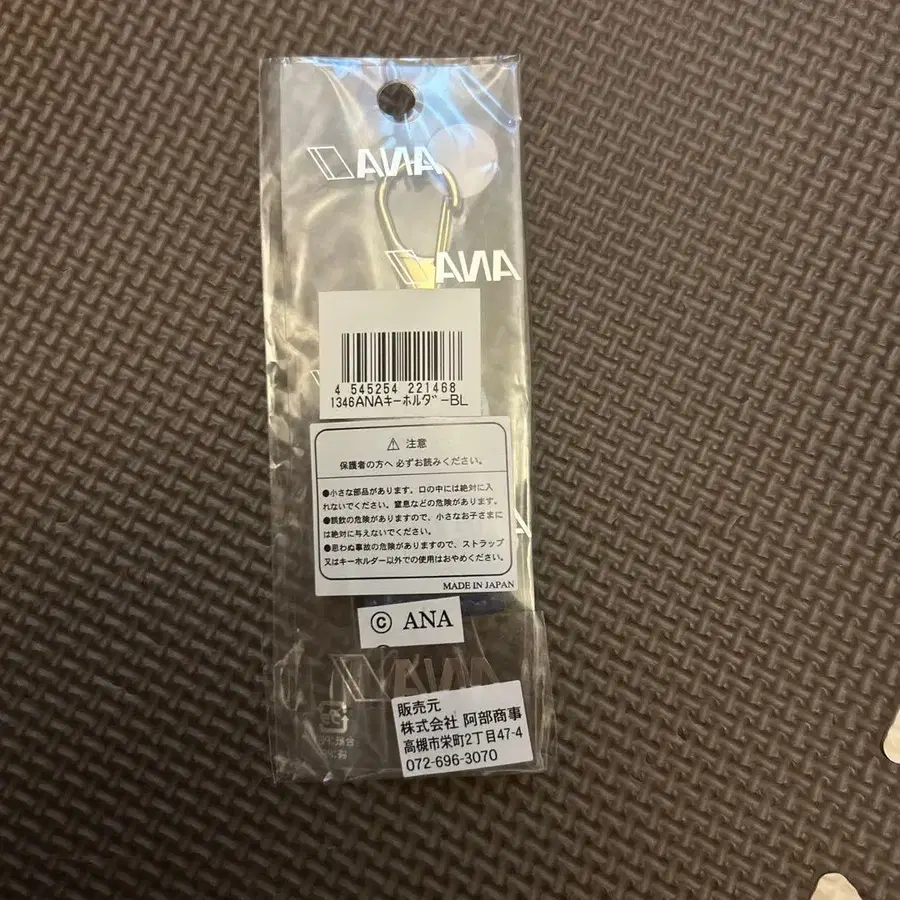 ANA
ANA
4 545254 221468
1346ANAキーホルダｰ-BL
⚠ 注意
保護者の方へ 必ずお読みください。
●小さな部品があります。口の中には絶対に入
れないでください。窒息などの危険があります。
●誤飲の危険がありますので、小さなお子さまに
は絶対に与えないでください。
●思わぬ事故の危険がありますので、ストラップ
又はキーホルダー以外での使用はおやめください。
MADE IN JAPAN
© ANA
ANA
販売元
株式会社 阿部商事
高槻市栄町2丁目47-4
072-696-3070